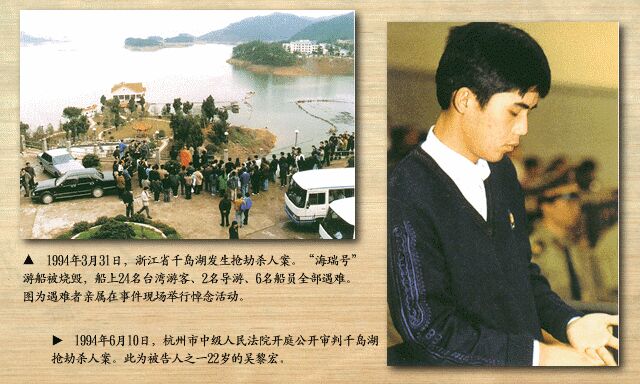 ▲ 1994年3月31日，浙江省千岛湖发生抢劫杀人案。“海瑞号”
游船被烧毁，船上24名台湾游客、2名导游、6名船员全部遇难。
图为遇难者亲属在事件现场举行悼念活动。
▶ 1994年6月10日，杭州市中级人民法院开庭公开审判千岛湖
抢劫杀人案。此为被告人之一22岁的吴黎宏。